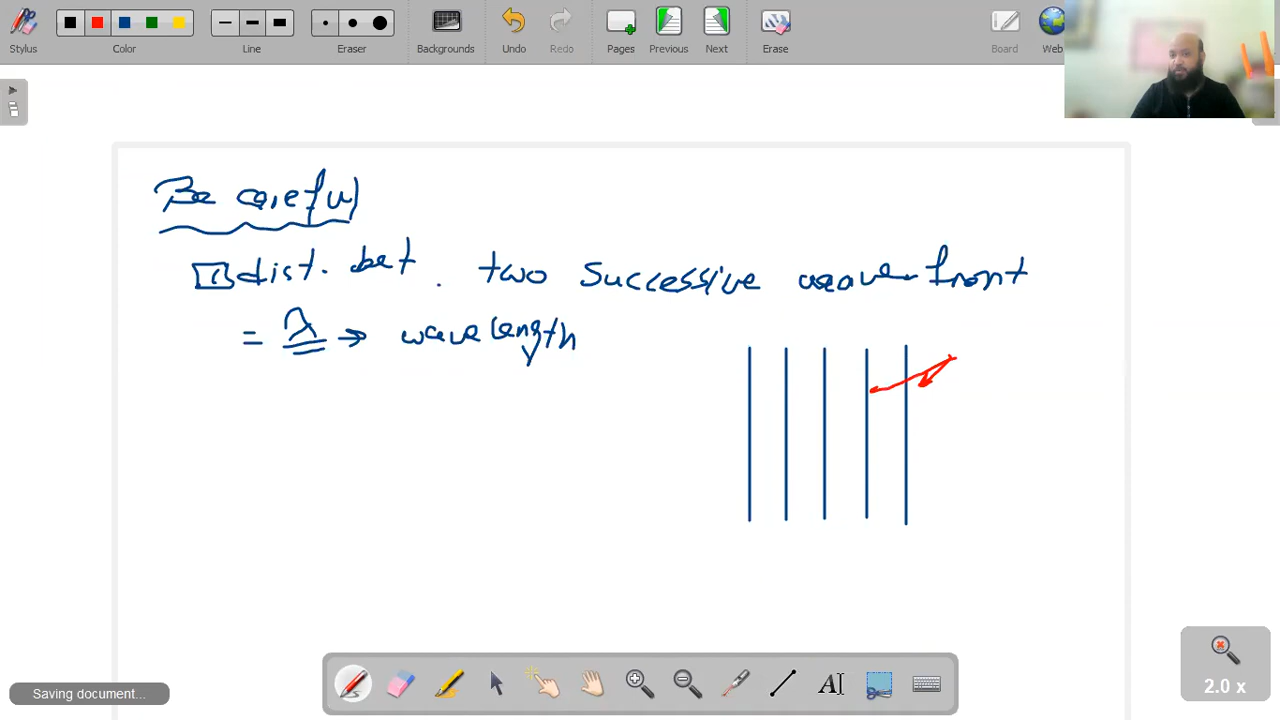 Stylus
Color
Line
Eraser
Backgrounds
Undo
Redo
Pages
Previous
Next
Erase
Board
Web
Be careful
1 dist. bet. two successive wave-front
= λ → wavelength
Saving document...
2.0 x